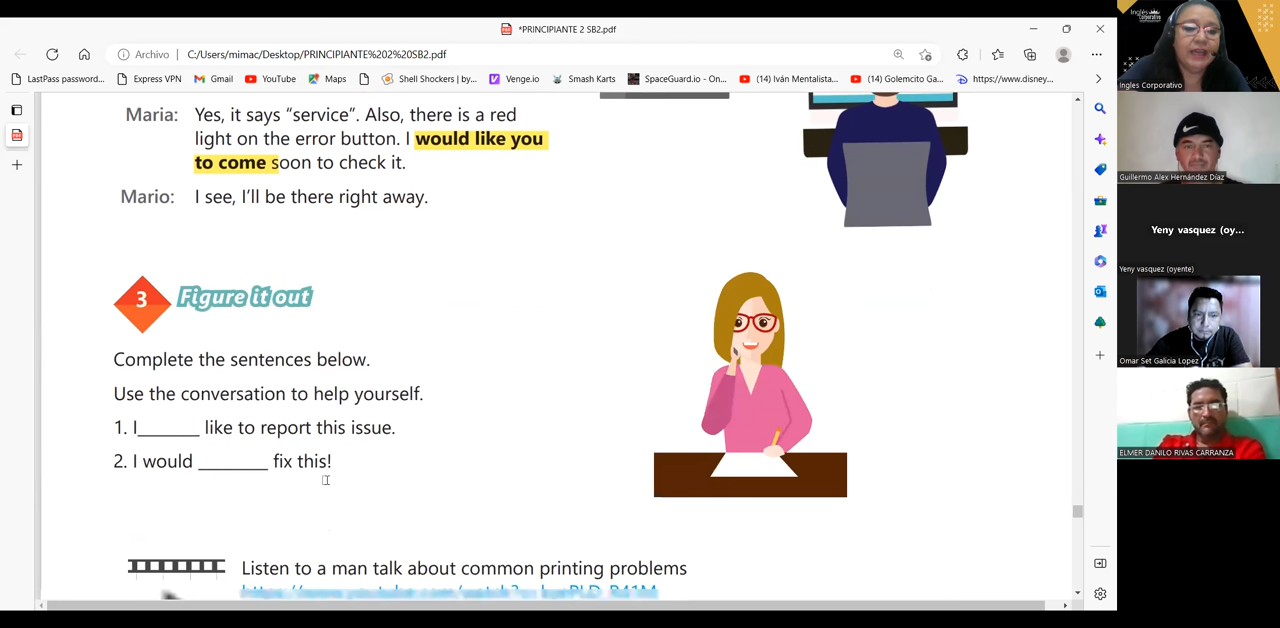 *PRINCIPIANTE 2 SB2.pdf
Archivo | C:/Users/mimac/Desktop/PRINCIPIANTE%202%20SB2.pdf
LastPass password... Express VPN Gmail YouTube Maps Shell Shockers | by... Venge.io Smash Karts SpaceGuard.io - On... (14) Iván Mentalista... (14) Golemcito Ga... https://www.disney...
Maria: Yes, it says “service”. Also, there is a red
light on the error button. I would like you
to come soon to check it.
Mario: I see, I’ll be there right away.
3 Figure it out
Complete the sentences below.
Use the conversation to help yourself.
1. I_______ like to report this issue.
2. I would ________ fix this!
Listen to a man talk about common printing problems
Inglés
Corporativo
Ingles Corporativo
Guillermo Alex Hernández Díaz
Yeny vasquez (oy...
Yeny vasquez (oyente)
Omar Set Galicia Lopez
ELMER DANILO RIVAS CARRANZA